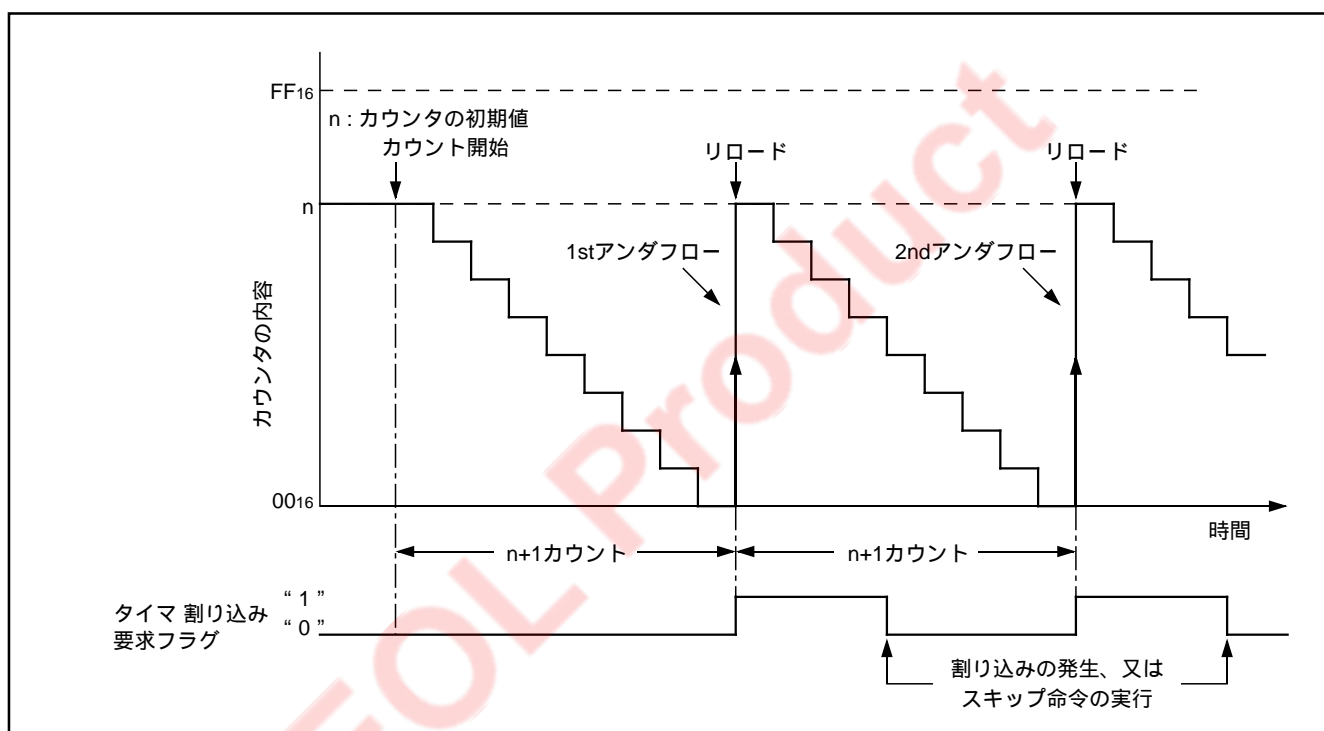 FF16
n : カウンタの初期値
カウント開始
リロード
リロード
n
1stアンダフロー
2ndアンダフロー
カウンタの内容
0016
時間
n+1カウント
n+1カウント
タイマ 割り込み
要求フラグ
“ 1 ”
“ 0 ”
割り込みの発生、又は
スキップ命令の実行
EOL Product